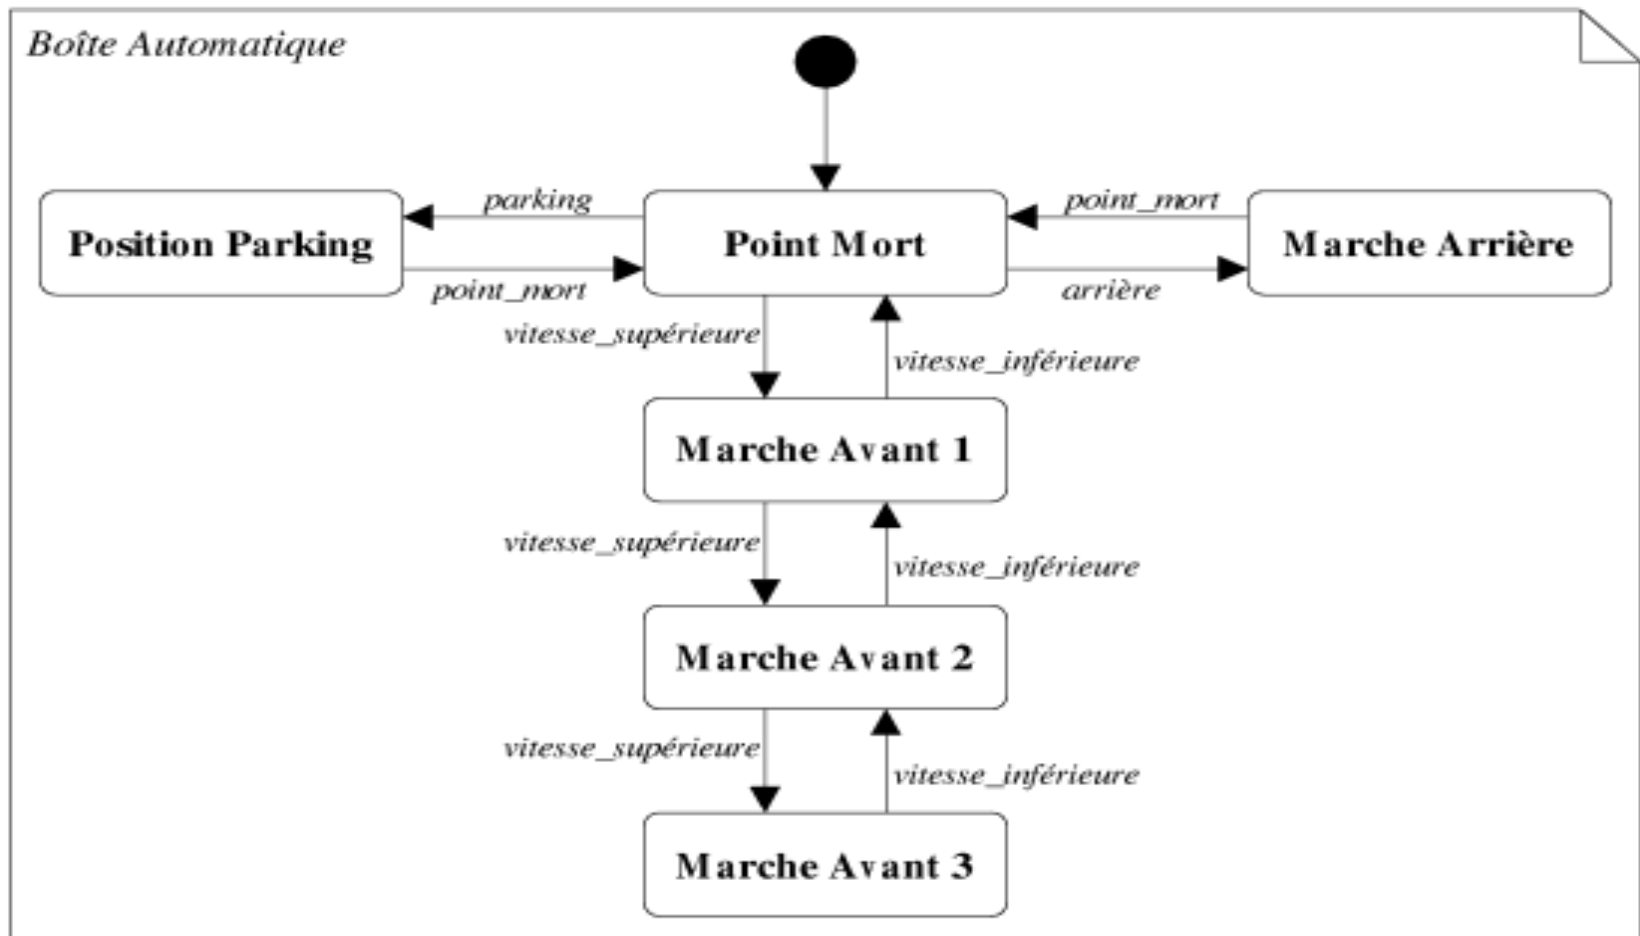 Boîte Automatique
parking
point_mort
Position Parking
Point Mort
Marche Arrière
point_mort
arrière
vitesse_supérieure
vitesse_inférieure
Marche Avant 1
vitesse_supérieure
vitesse_inférieure
Marche Avant 2
vitesse_supérieure
vitesse_inférieure
Marche Avant 3